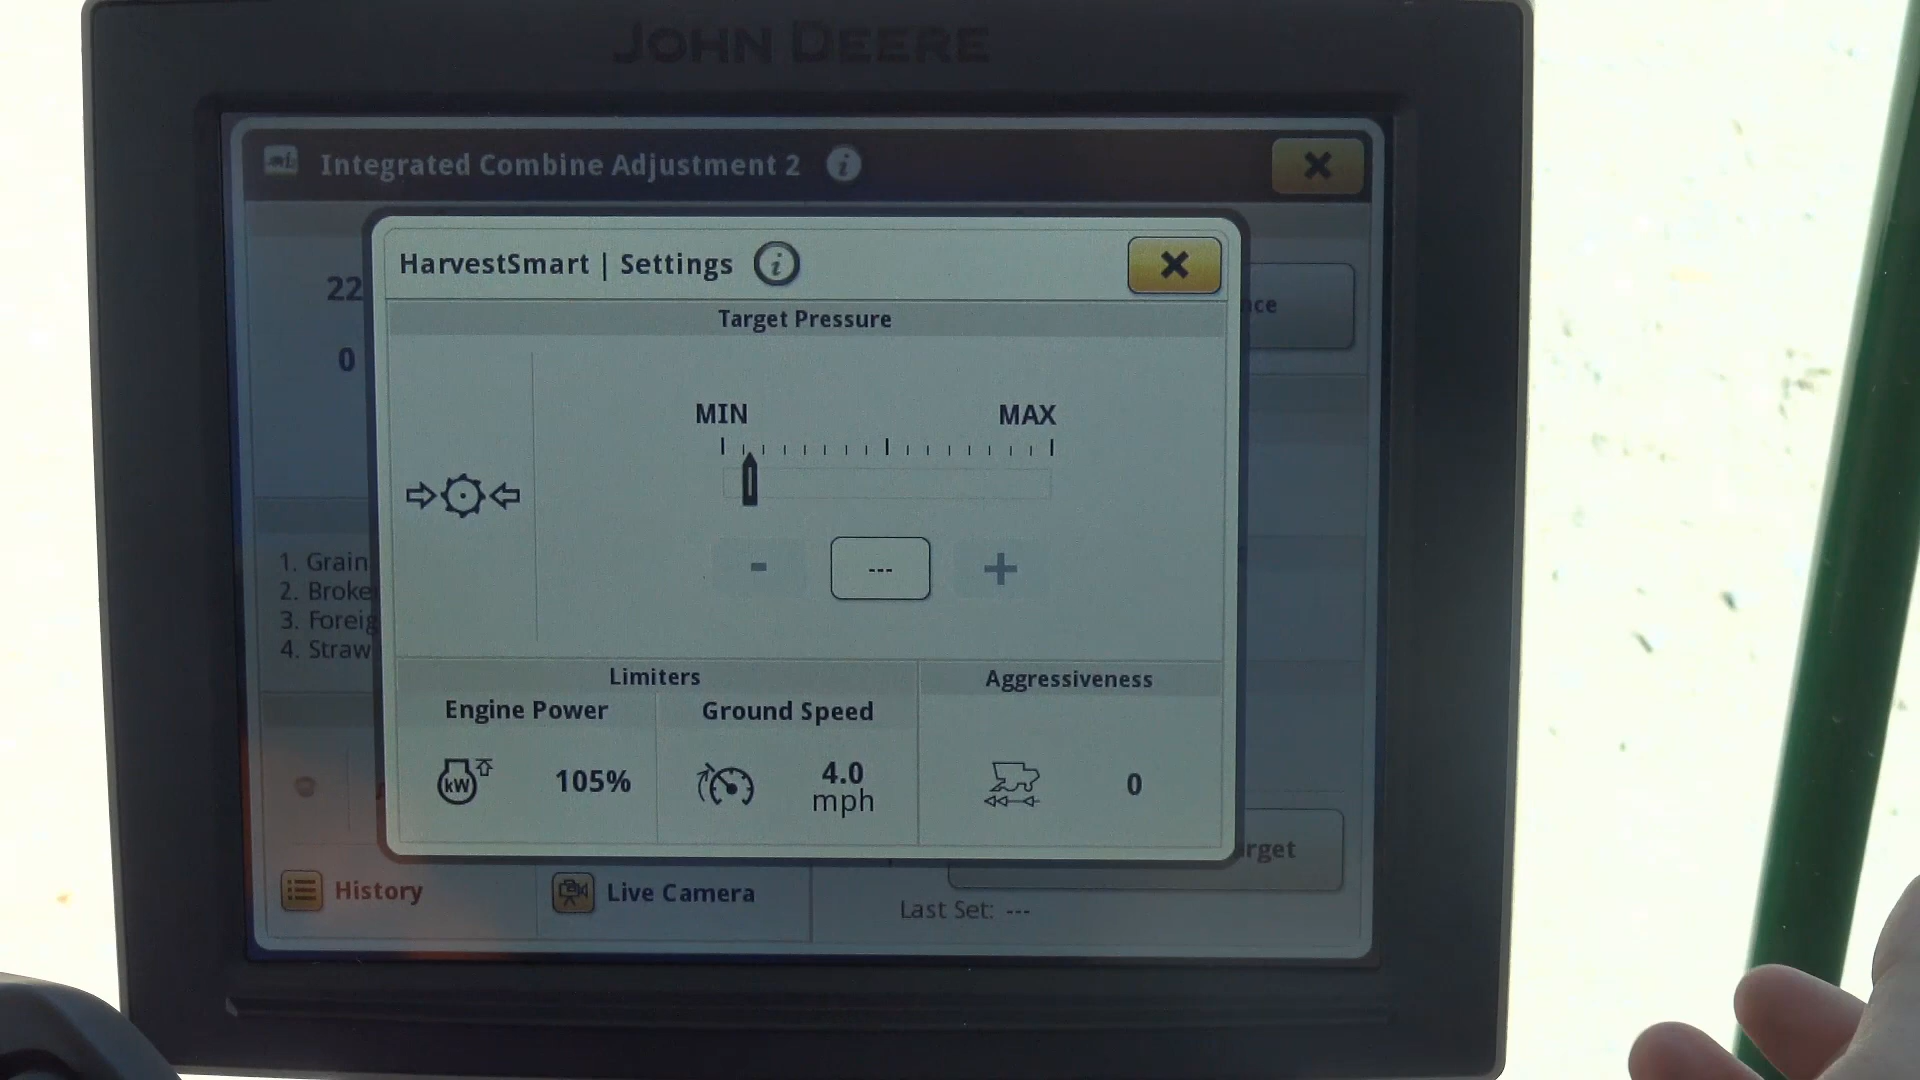 JOHN DEERE
Integrated Combine Adjustment 2 i
22
0
HarvestSmart | Settings i
Target Pressure
MIN MAX
- --- +
1. Grain
2. Broke
3. Foreig
4. Straw
Limiters
Aggressiveness
Engine Power
Ground Speed
kW
105%
4.0
mph
0
History
Live Camera
Last Set: ---